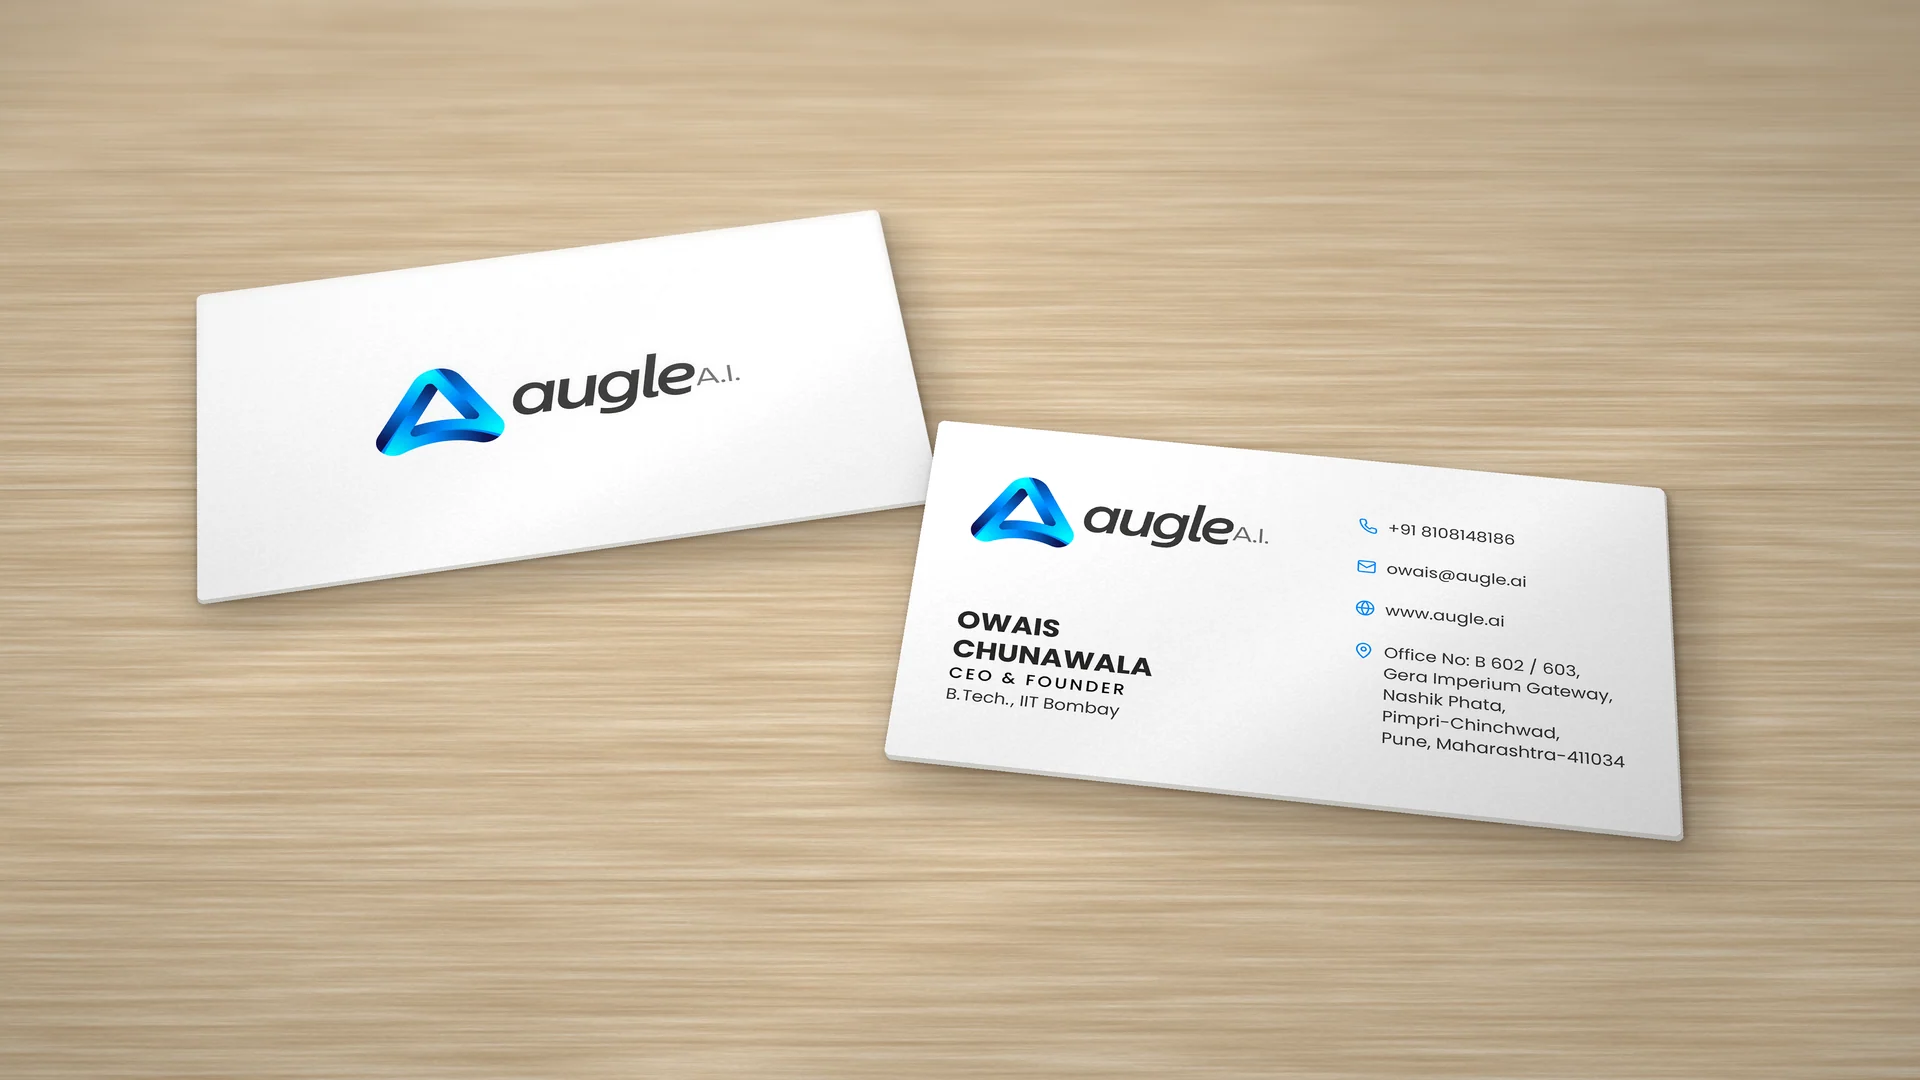 augle A.I.
augle A.I.
OWAIS
CHUNAWALA
CEO & FOUNDER
B.Tech., IIT Bombay
+91 8108148186
owais@augle.ai
www.augle.ai
Office No: B 602 / 603,
Gera Imperium Gateway,
Nashik Phata,
Pimpri-Chinchwad,
Pune, Maharashtra-411034